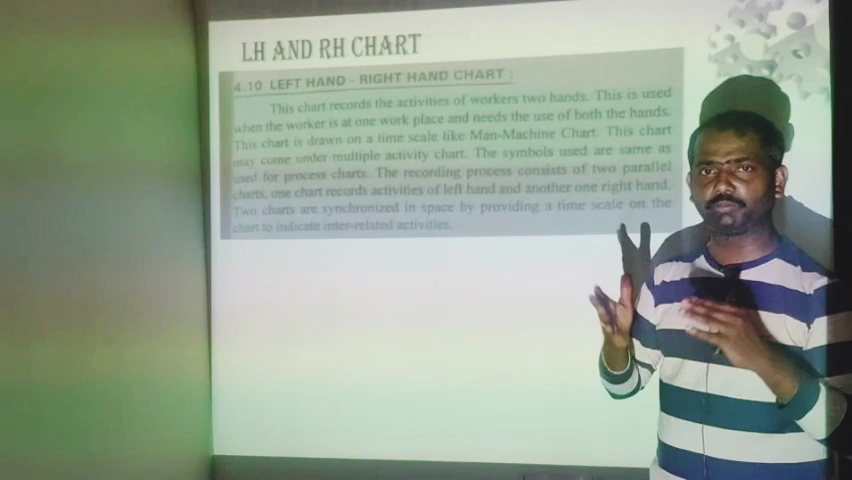 LH AND RH CHART
4.10 LEFT HAND - RIGHT HAND CHART :
This chart records the activities of workers two hands. This is used
when the worker is at one work place and needs the use of both the hands.
This chart is drawn on a time scale like Man-Machine Chart. This chart
may come under multiple activity chart. The symbols used are same as
used for process charts. The recording process consists of two parallel
charts, one chart records activities of left hand and another one right hand.
Two charts are synchronized in space by providing a time scale on the
chart to indicate inter-related activities.